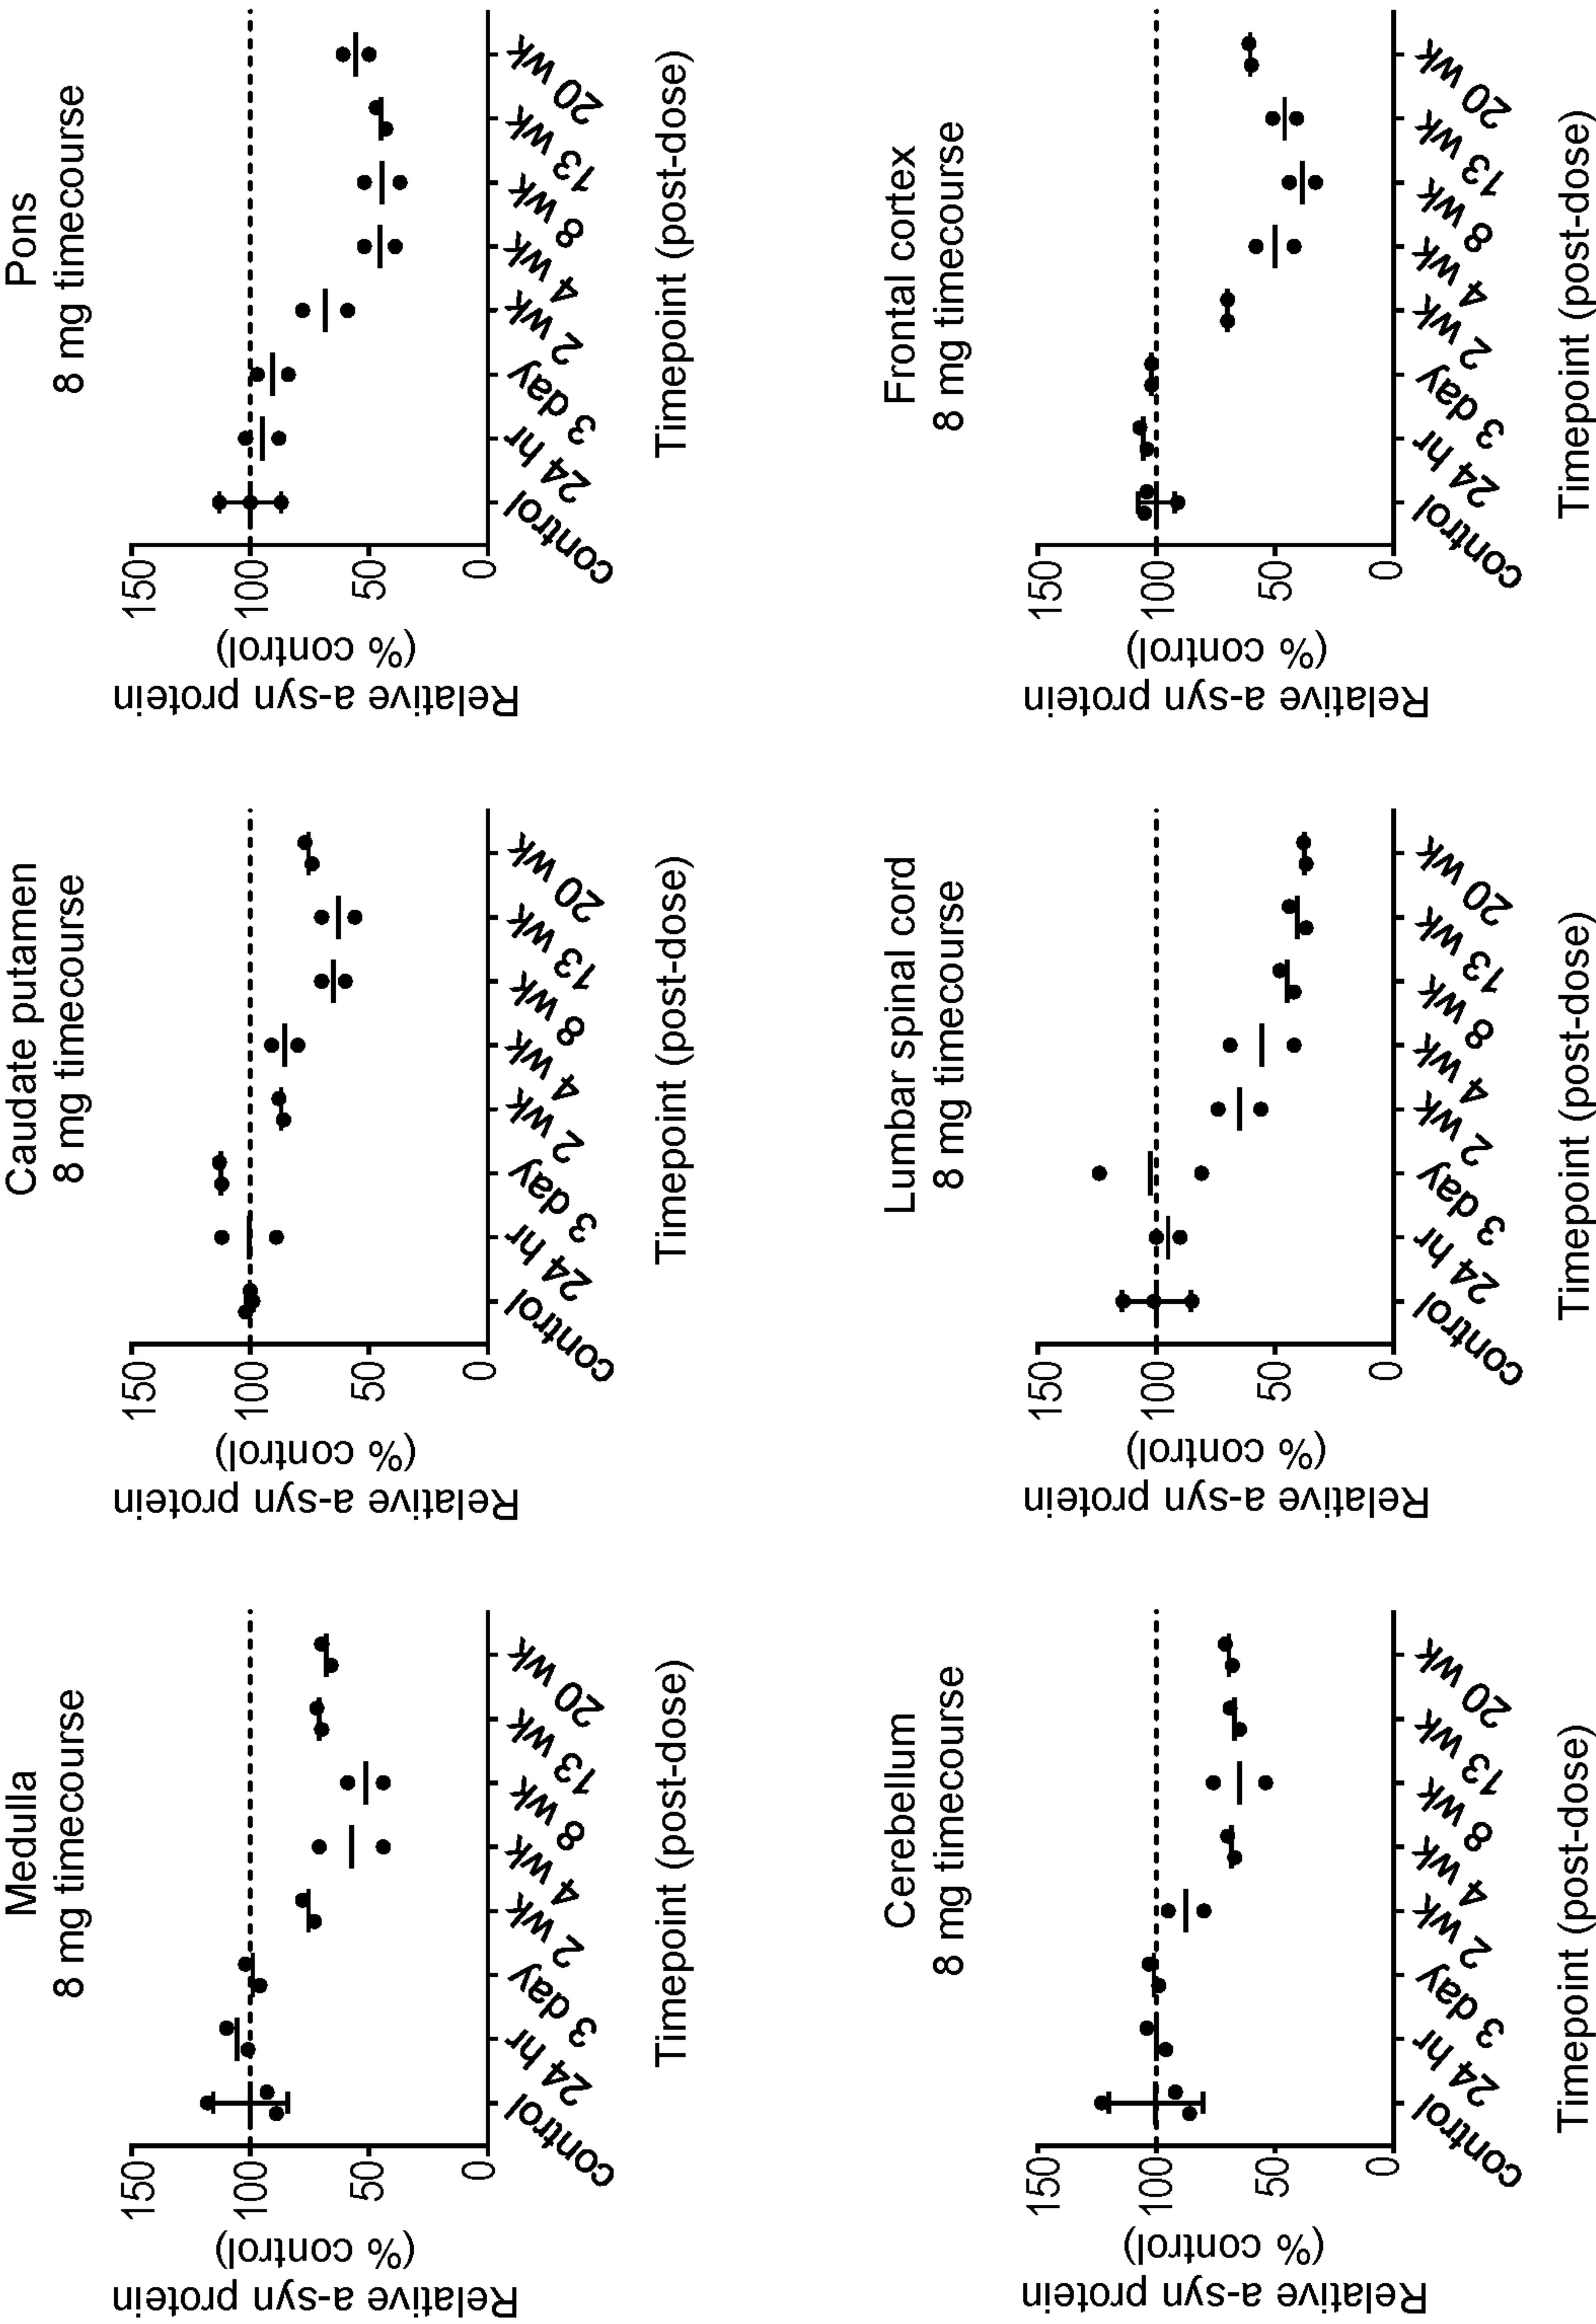 Medulla
8 mg timecourse
Relative a-syn protein
(% control)
150
100
50
0
control
24 hr
3 day
2 wk
4 wk
8 wk
13 wk
20 wk
Timepoint (post-dose)
Caudate putamen
8 mg timecourse
Relative a-syn protein
(% control)
150
100
50
0
control
24 hr
3 day
2 wk
4 wk
8 wk
13 wk
20 wk
Timepoint (post-dose)
Pons
8 mg timecourse
Relative a-syn protein
(% control)
150
100
50
0
control
24 hr
3 day
2 wk
4 wk
8 wk
13 wk
20 wk
Timepoint (post-dose)
Cerebellum
8 mg timecourse
Relative a-syn protein
(% control)
150
100
50
0
control
24 hr
3 day
2 wk
4 wk
8 wk
13 wk
20 wk
Timepoint (post-dose)
Lumbar spinal cord
8 mg timecourse
Relative a-syn protein
(% control)
150
100
50
0
control
24 hr
3 day
2 wk
4 wk
8 wk
13 wk
20 wk
Timepoint (post-dose)
Frontal cortex
8 mg timecourse
Relative a-syn protein
(% control)
150
100
50
0
control
24 hr
3 day
2 wk
4 wk
8 wk
13 wk
20 wk
Timepoint (post-dose)